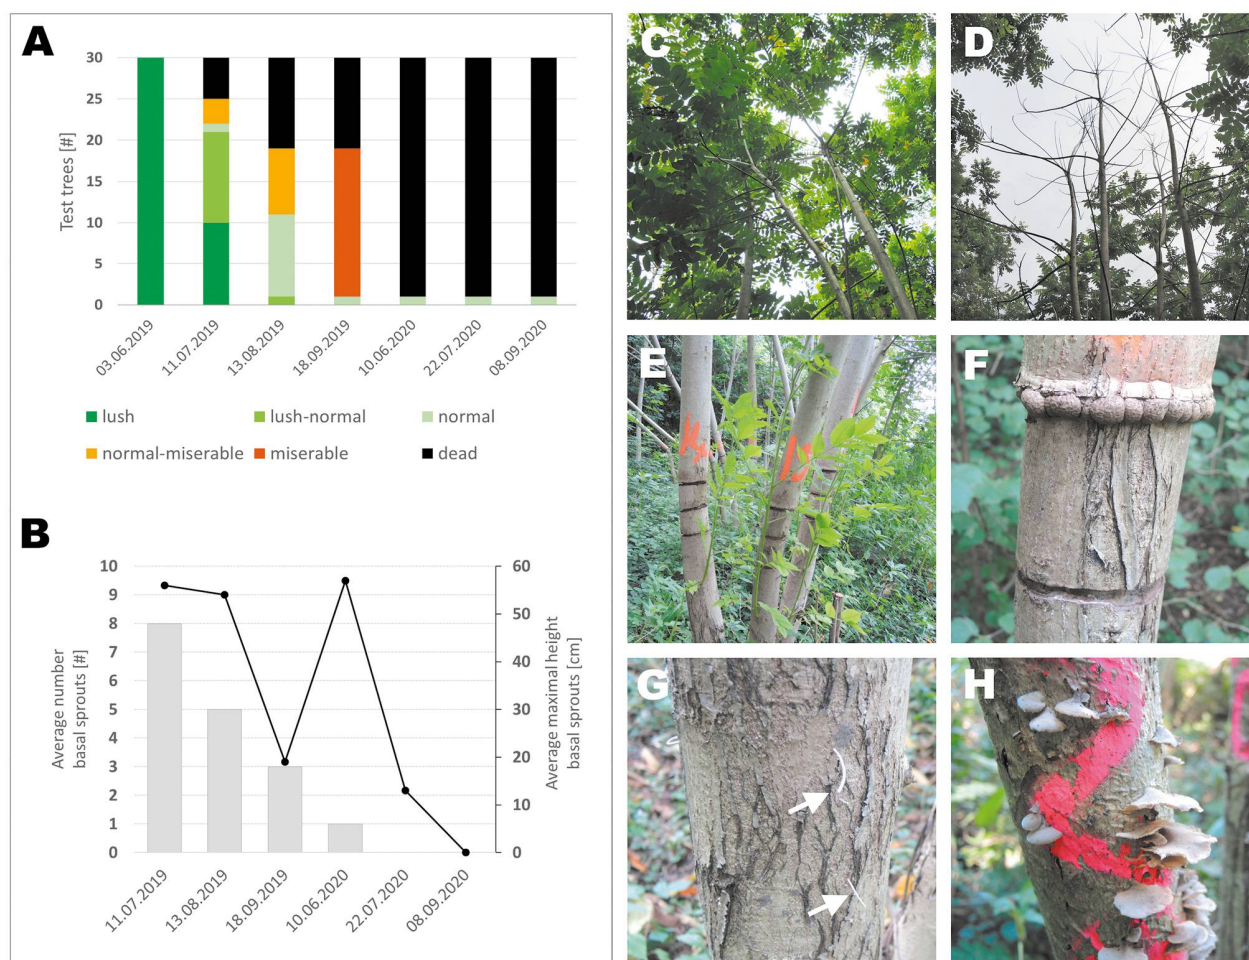 A
30
25
20
15
10
5
0
Test trees [#]
03.06.2019
11.07.2019
13.08.2019
18.09.2019
10.06.2020
22.07.2020
08.09.2020
lush
lush-normal
normal
normal-miserable
miserable
dead
B
10
9
8
7
6
5
4
3
2
1
0
Average number
basal sprouts [#]
60
50
40
30
20
10
0
Average maximal height
basal sprouts [cm]
11.07.2019
13.08.2019
18.09.2019
10.06.2020
22.07.2020
08.09.2020
C
D
E
F
G
H